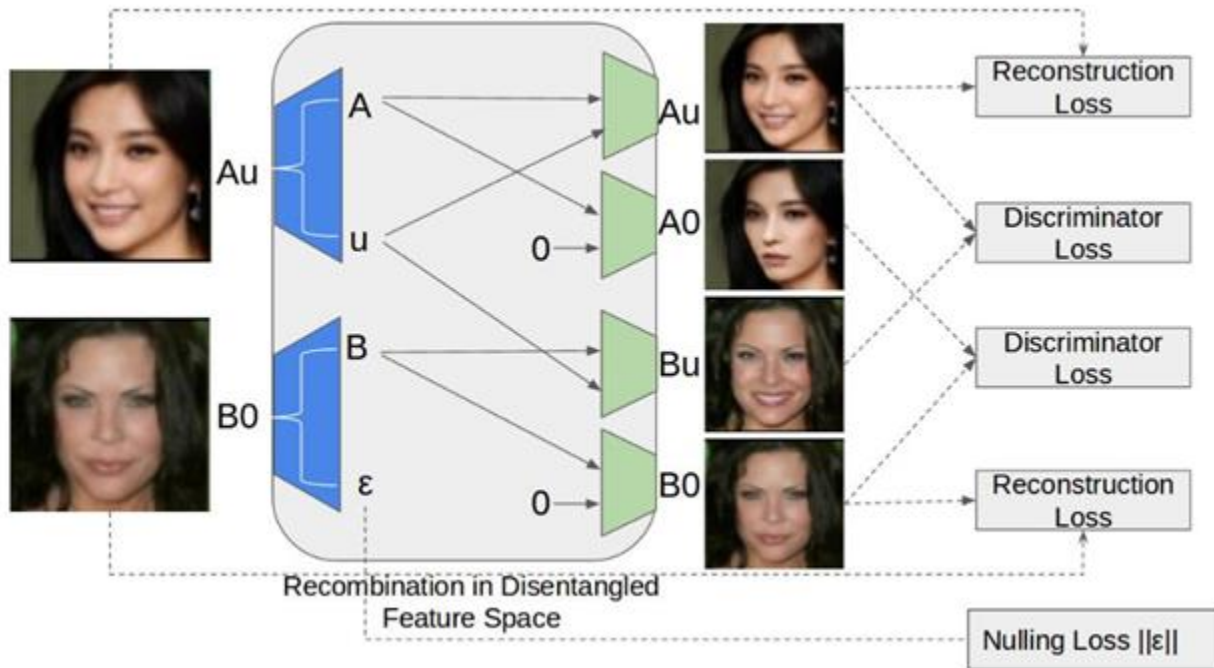 Au
A
u
B0
B
ε
0
0
Au
A0
Bu
B0
Reconstruction
Loss
Discriminator
Loss
Discriminator
Loss
Reconstruction
Loss
Recombination in Disentangled
Feature Space
Nulling Loss ||ε||